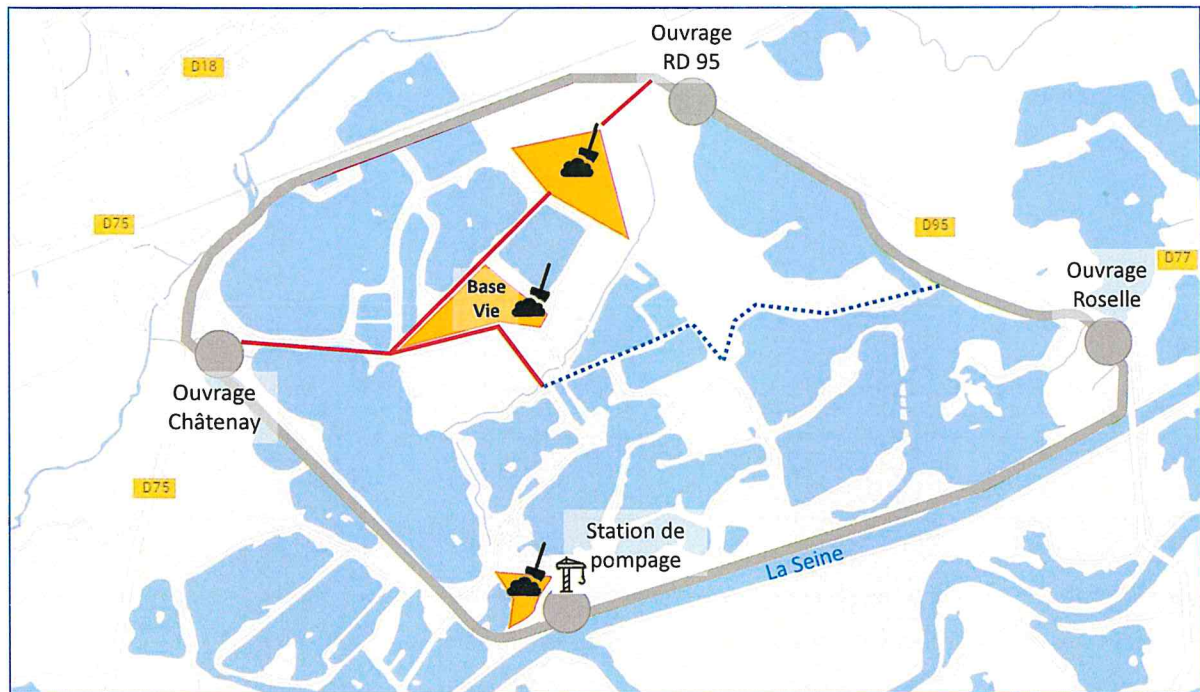 Ouvrage
RD 95
D18
D75
D95
D77
Ouvrage
Roselle
Base
Vie
Ouvrage
Châtenay
D75
Station de
pompage
La Seine